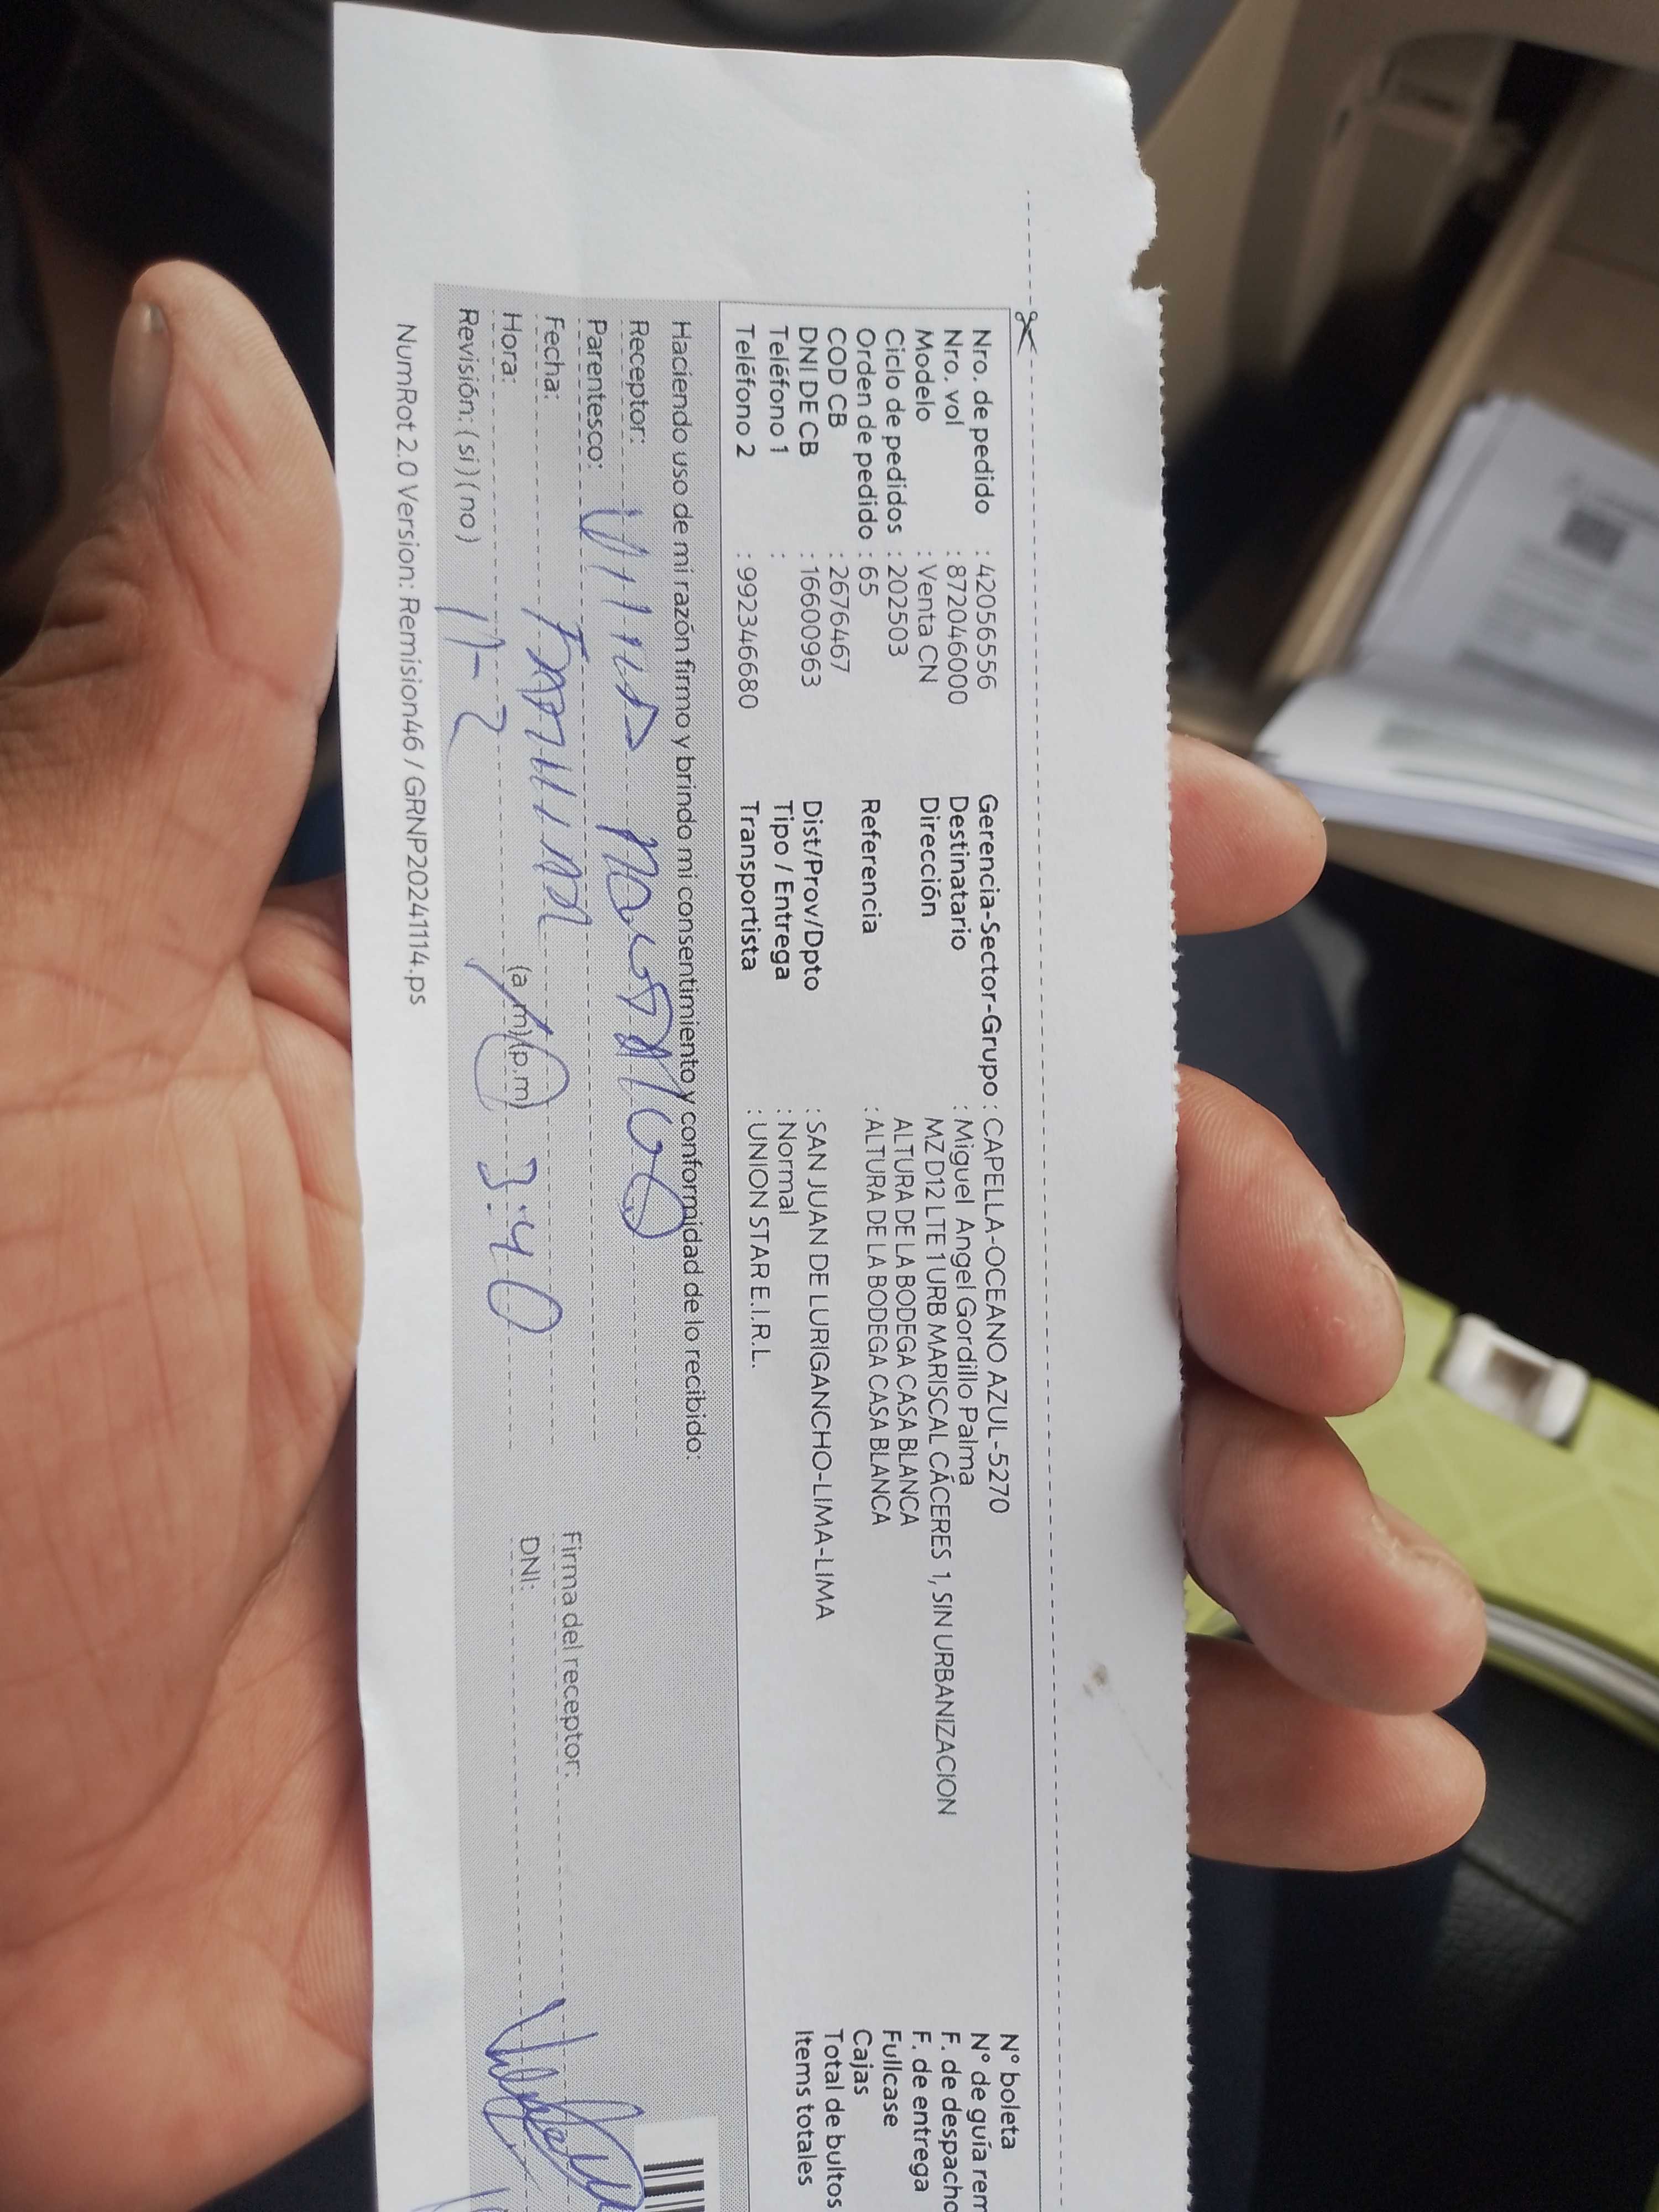 Nro. de pedido : 42056556
Nro. vol : 872046000
Modelo : Venta CN
Ciclo de pedidos : 202503
Orden de pedido : 65
COD CB : 2676467
DNI DE CB : 16600963
Teléfono 1 :
Teléfono 2 : 992346680
Gerencia-Sector-Grupo : CAPELLA-OCEANO AZUL-5270
Destinatario : Miguel Angel Gordillo Palma
Dirección MZ D12 LTE 1 URB MARISCAL CÁCERES 1, SIN URBANIZACION
ALTURA DE LA BODEGA CASA BLANCA
Referencia : ALTURA DE LA BODEGA CASA BLANCA
Dist/Prov/Dpto : SAN JUAN DE LURIGANCHO-LIMA-LIMA
Tipo / Entrega : Normal
Transportista : UNION STAR E.I.R.L.
N° boleta
N° de guía rem
F. de despacho
F. de entrega
Fullcase
Cajas
Total de bultos
Items totales
Haciendo uso de mi razón firmo y brindo mi consentimiento y conformidad de lo recibido:
Receptor:
Parentesco:
Fecha:
Hora: (a.m) (p.m) 3:40
Revisión: ( si ) ( no )
Firma del receptor:
DNI:
NumRot 2.0 Version: Remision46 / GRNP20241114.ps